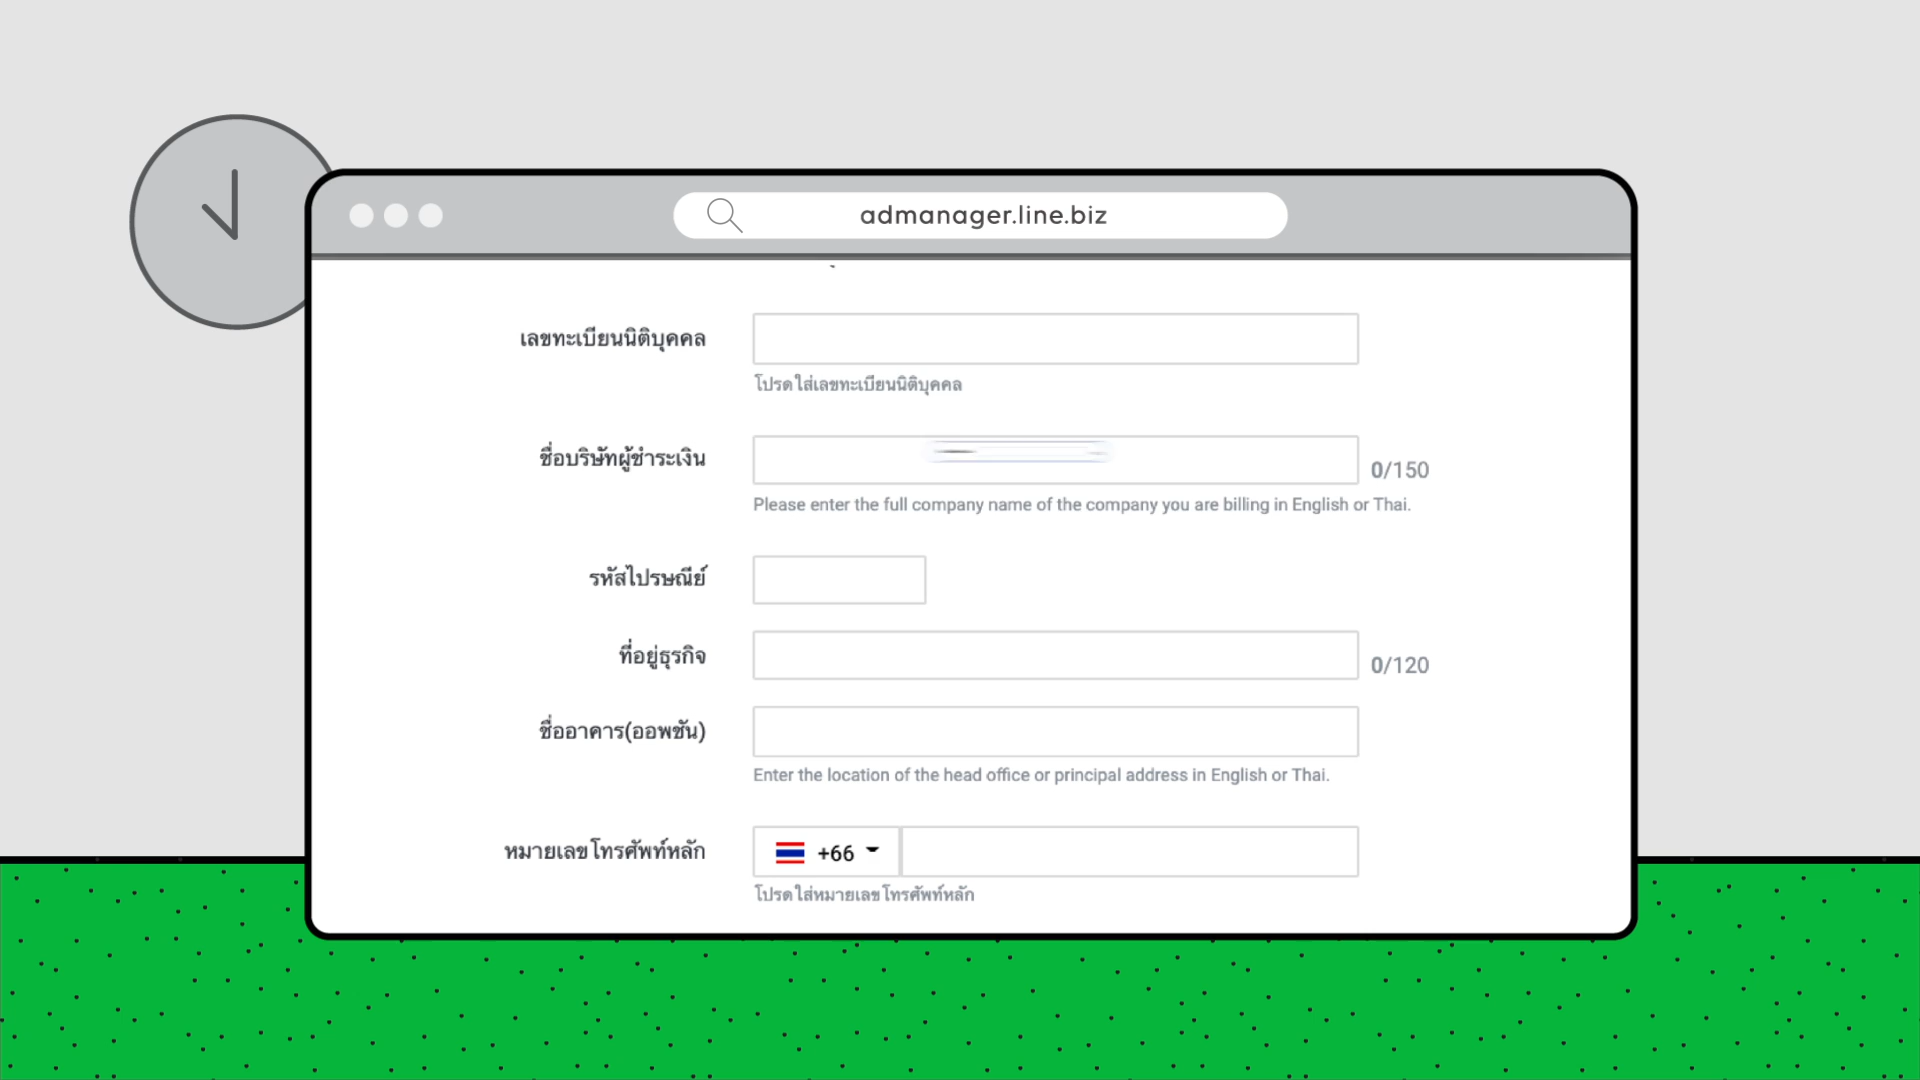 admanager.line.biz
เลขทะเบียนนิติบุคคล
โปรดใส่เลขทะเบียนนิติบุคคล
ชื่อบริษัทผู้ชำระเงิน
0/150
Please enter the full company name of the company you are billing in English or Thai.
รหัสไปรษณีย์
ที่อยู่ธุรกิจ
0/120
ชื่ออาคาร(ออพชัน)
Enter the location of the head office or principal address in English or Thai.
หมายเลขโทรศัพท์หลัก
+66
โปรดใส่หมายเลขโทรศัพท์หลัก